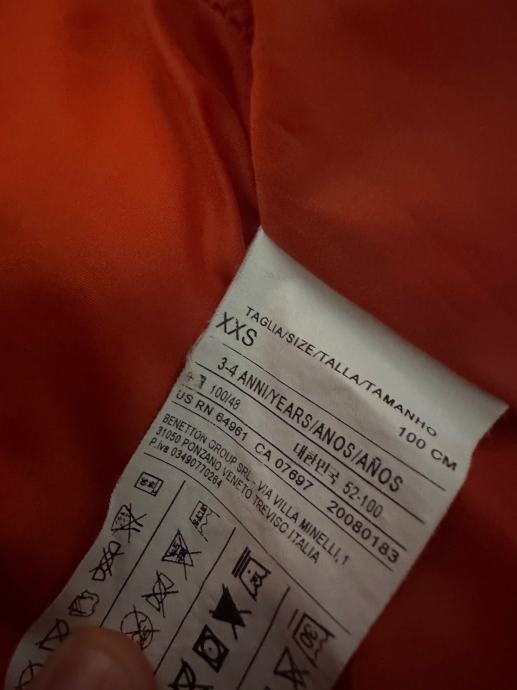 TAGLIA/SIZE/TALLA/TAMANHO
XXS 100 CM
3-4 ANNI/YEARS/ANOS/AÑOS
100/48 대한민국 52-100
US RN 64961 CA 07697 20080183
BENETTON GROUP SRL - VIA VILLA MINELLI,1
31050 PONZANO VENETO TREVISO ITALIA
P.iva 03490770264